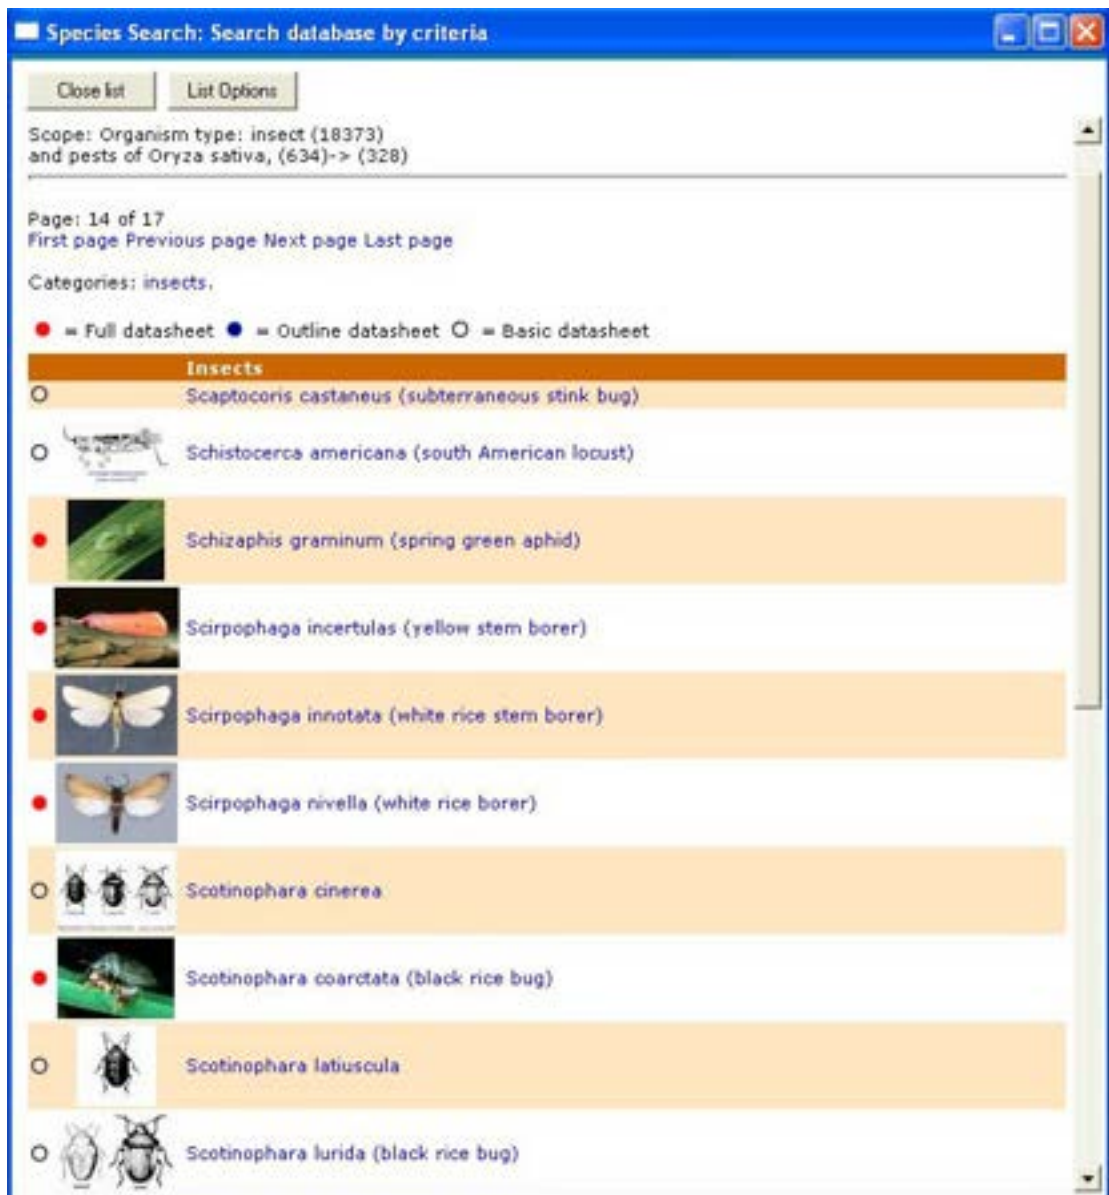 Species Search: Search database by criteria
Close list List Options
Scope: Organism type: insect (18373)
and pests of Oryza sativa, (634)-> (328)
Page: 14 of 17
First page Previous page Next page Last page
Categories: insects.
= Full datasheet = Outline datasheet = Basic datasheet
Insects
Scaptocoris castaneus (subterraneous stink bug)
Schistocerca americana (south American locust)
Schizaphis graminum (spring green aphid)
Scirpophaga incertulas (yellow stem borer)
Scirpophaga innotata (white rice stem borer)
Scirpophaga nivella (white rice borer)
Scotinophara cinerea
Scotinophara coarctata (black rice bug)
Scotinophara latiuscula
Scotinophara lurida (black rice bug)